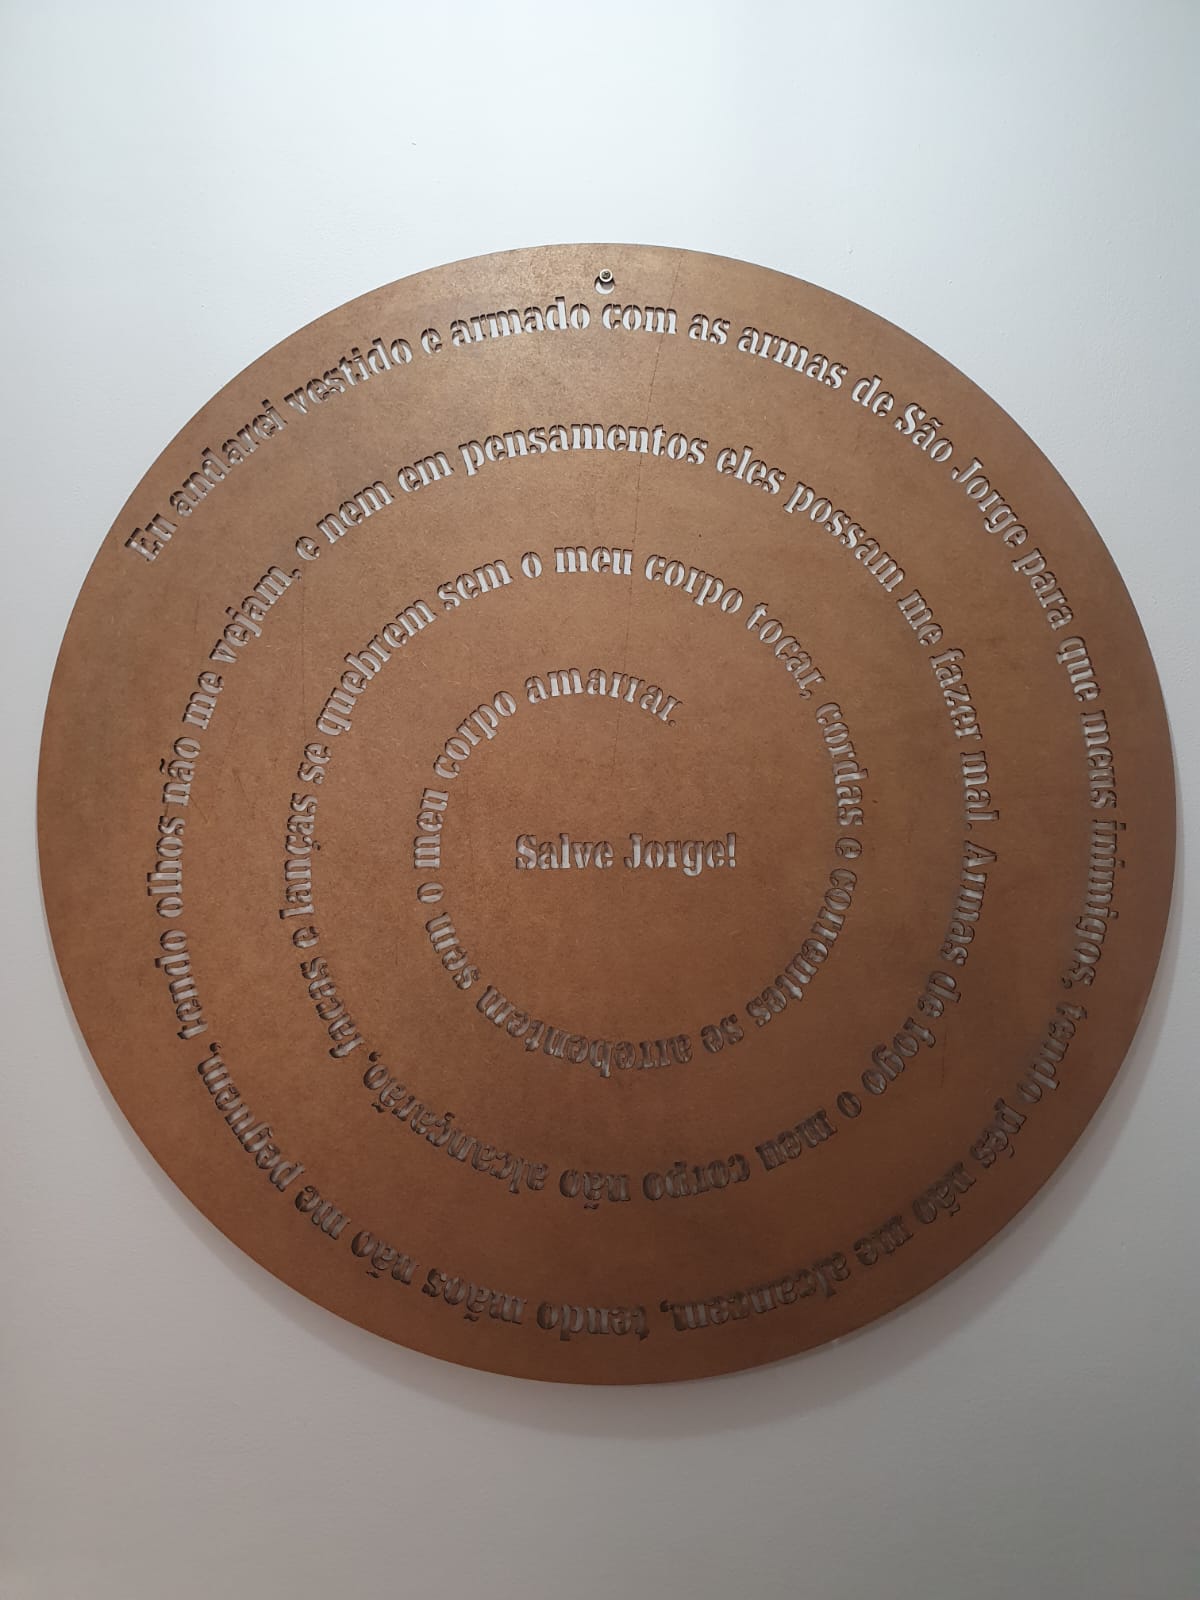 Eu andarei vestido e armado com as armas de São Jorge para que meus inimigos, tendo pés não me alcancem, tendo mãos não me peguem, tendo olhos não me vejam, e nem em pensamentos eles possam me fazer mal. Armas de fogo o meu corpo não alcançarão, facas e lanças se quebrem sem o meu corpo tocar, cordas e correntes se arrebentem sem o meu corpo amarrar.
Salve Jorge!